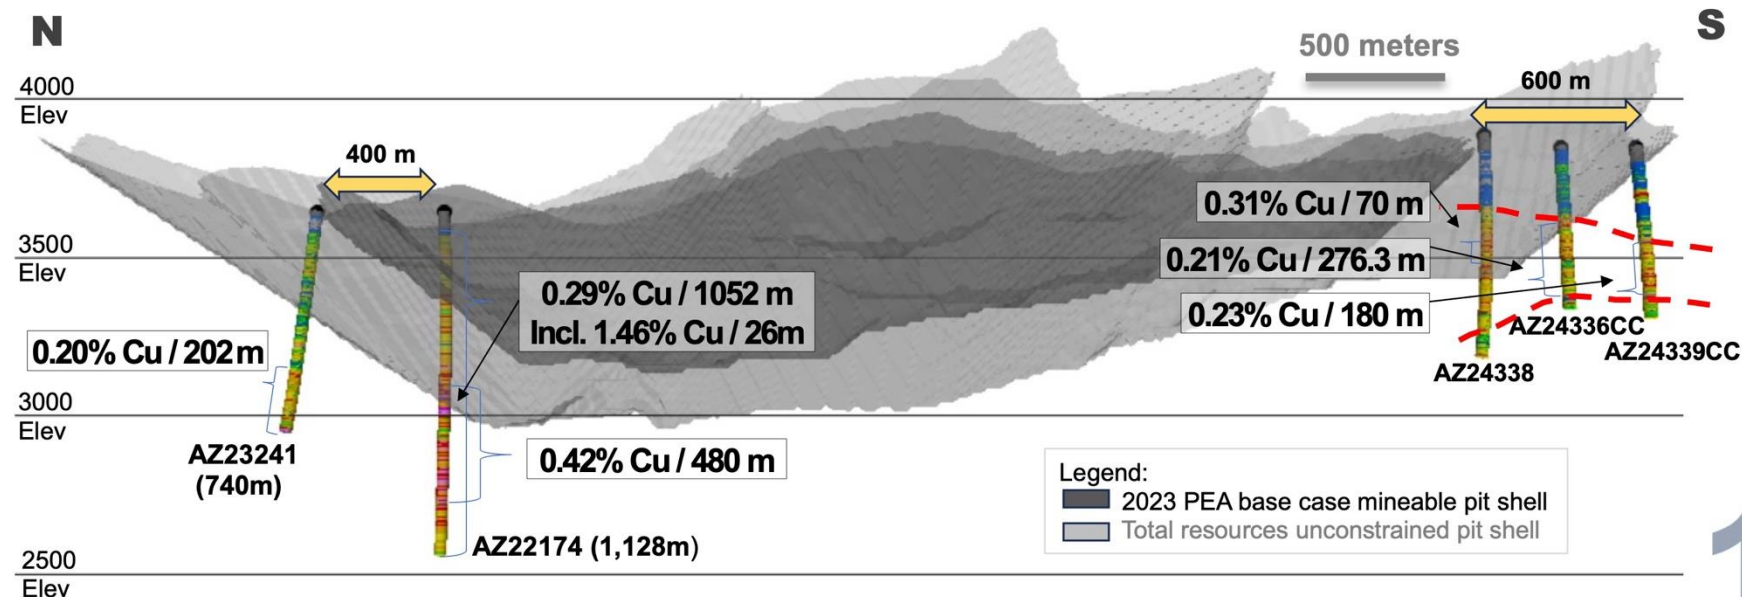 N
S
500 meters
4000
Elev
600 m
400 m
0.31% Cu / 70 m
3500
Elev
0.21% Cu / 276.3 m
0.29% Cu / 1052 m
Incl. 1.46% Cu / 26m
0.23% Cu / 180 m
AZ24336CC
0.20% Cu / 202 m
AZ24339CC
AZ24338
3000
Elev
AZ23241
(740m)
0.42% Cu / 480 m
Legend:
2023 PEA base case mineable pit shell
Total resources unconstrained pit shell
AZ22174 (1,128m)
2500
Elev